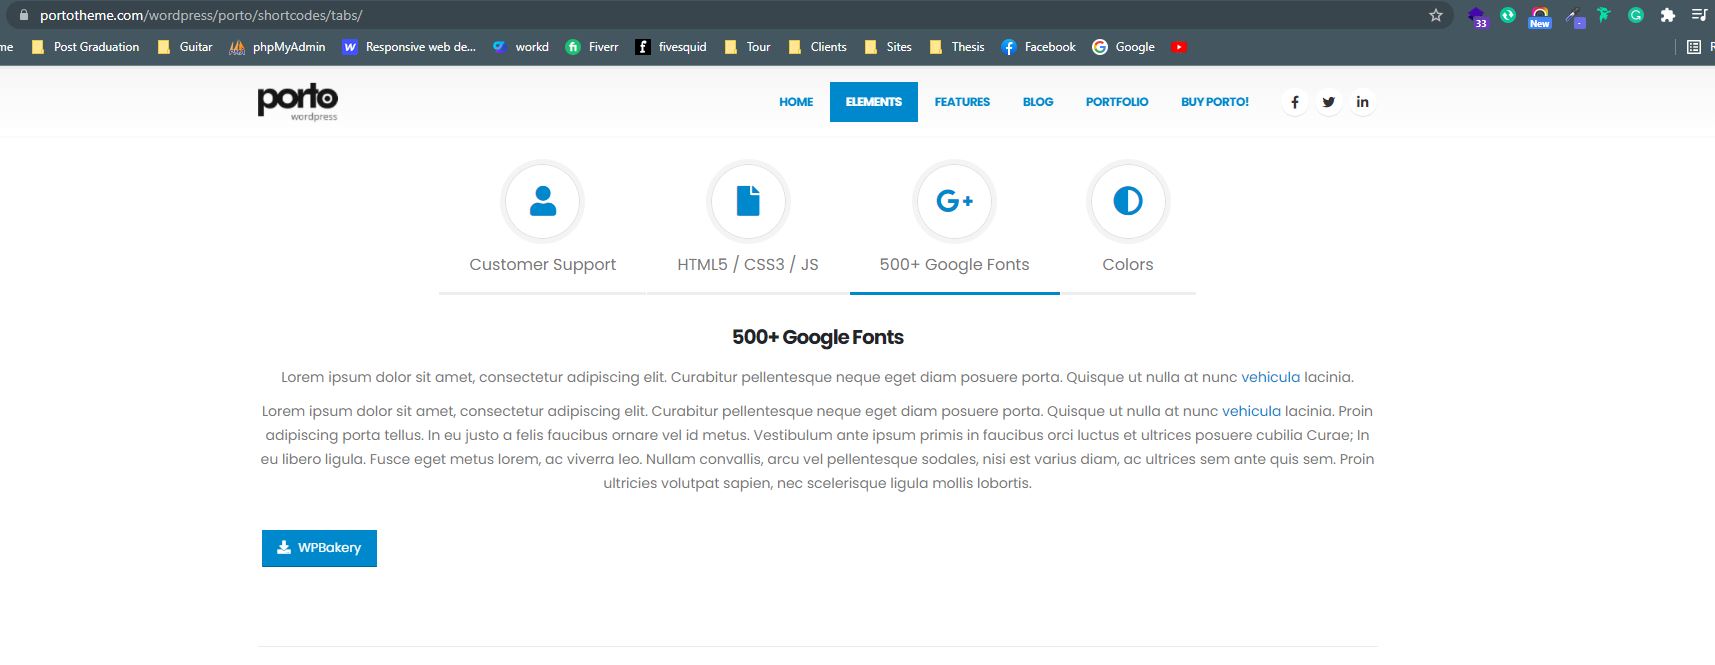 portotheme.com/wordpress/porto/shortcodes/tabs/
33
New
me Post Graduation Guitar phpMyAdmin Responsive web de... workd Fiverr fivesquid Tour Clients Sites Thesis Facebook Google
porto
wordpress
HOME ELEMENTS FEATURES BLOG PORTFOLIO BUY PORTO!
G+
Customer Support HTML5 / CSS3 / JS 500+ Google Fonts Colors
500+ Google Fonts
Lorem ipsum dolor sit amet, consectetur adipiscing elit. Curabitur pellentesque neque eget diam posuere porta. Quisque ut nulla at nunc vehicula lacinia.
Lorem ipsum dolor sit amet, consectetur adipiscing elit. Curabitur pellentesque neque eget diam posuere porta. Quisque ut nulla at nunc vehicula lacinia. Proin
adipiscing porta tellus. In eu justo a felis faucibus ornare vel id metus. Vestibulum ante ipsum primis in faucibus orci luctus et ultrices posuere cubilia Curae; In
eu libero ligula. Fusce eget metus lorem, ac viverra leo. Nullam convallis, arcu vel pellentesque sodales, nisi est varius diam, ac ultrices sem ante quis sem. Proin
ultricies volutpat sapien, nec scelerisque ligula mollis lobortis.
WPBakery